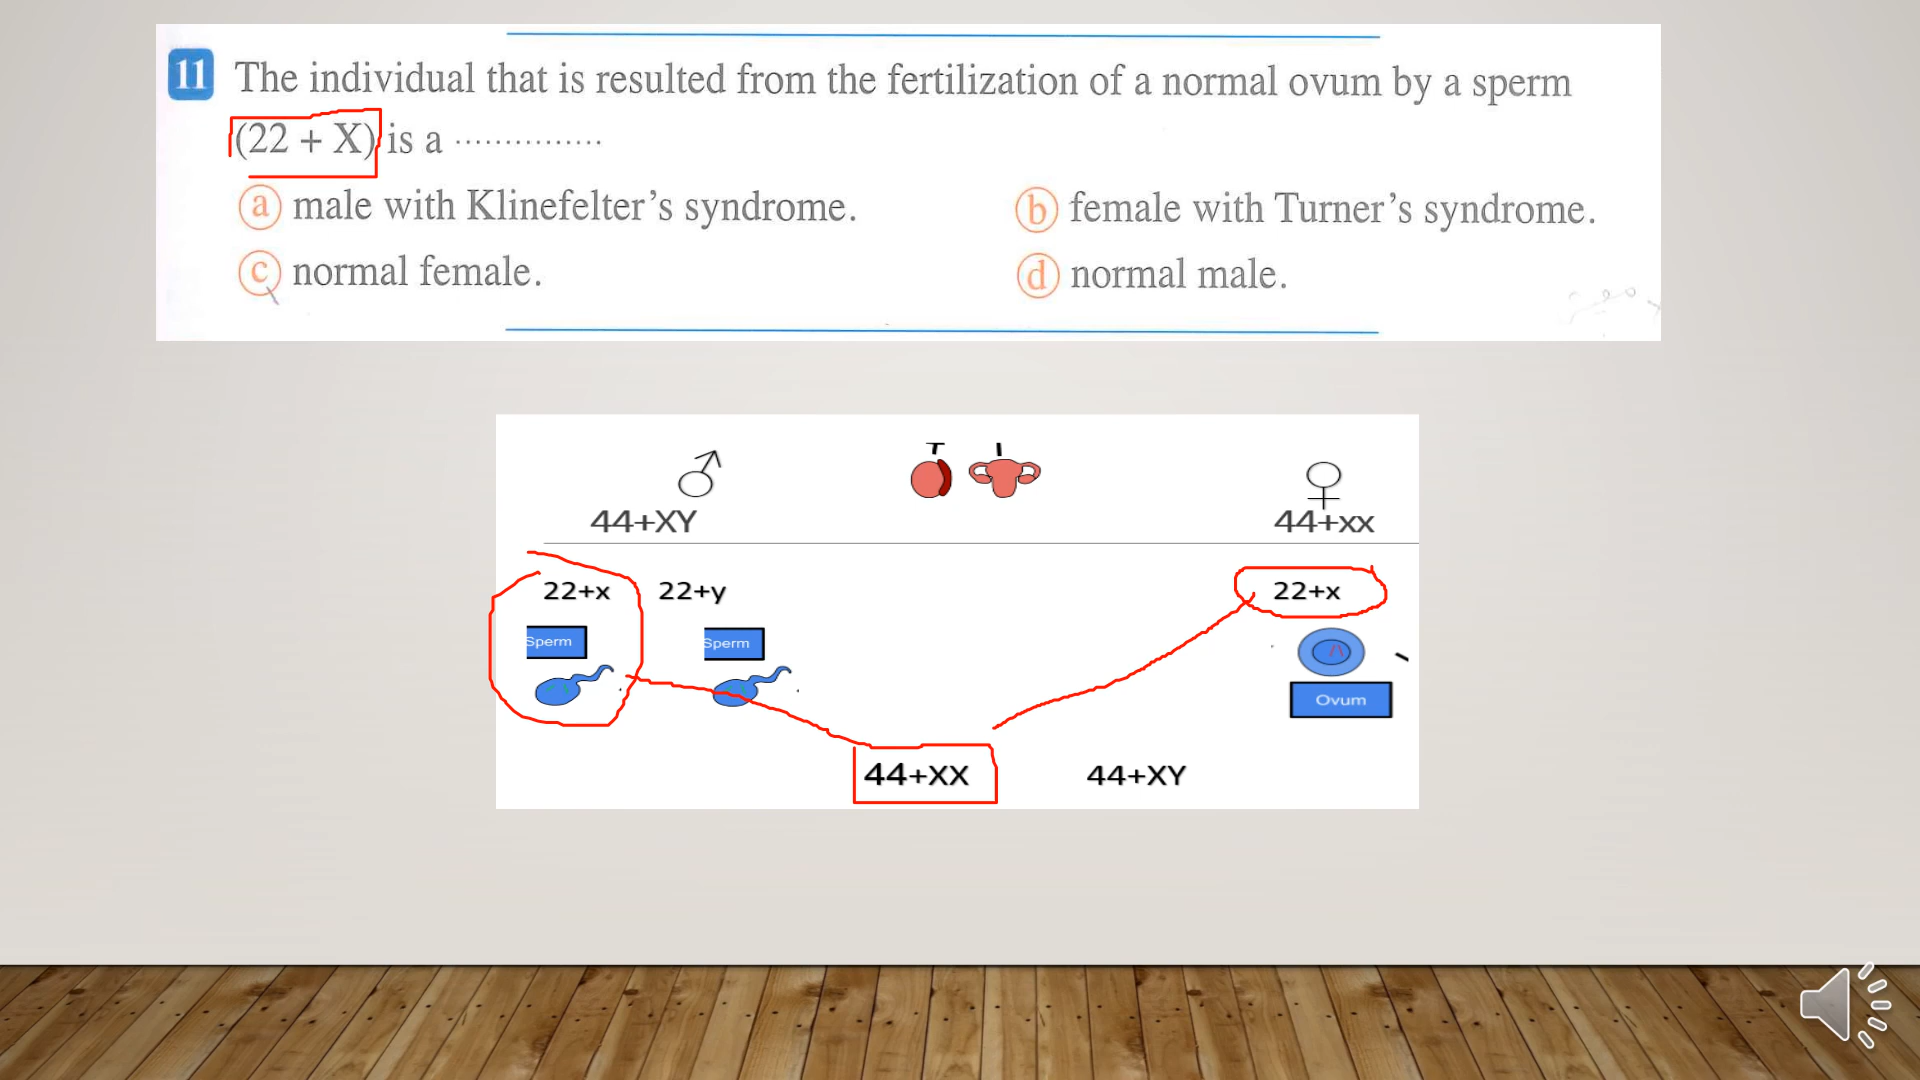 11 The individual that is resulted from the fertilization of a normal ovum by a sperm
(22 + X) is a ...............
a male with Klinefelter's syndrome.
b female with Turner's syndrome.
c normal female.
d normal male.
44+XY
44+xx
22+x
22+y
22+x
Sperm
Sperm
Ovum
44+XX
44+XY